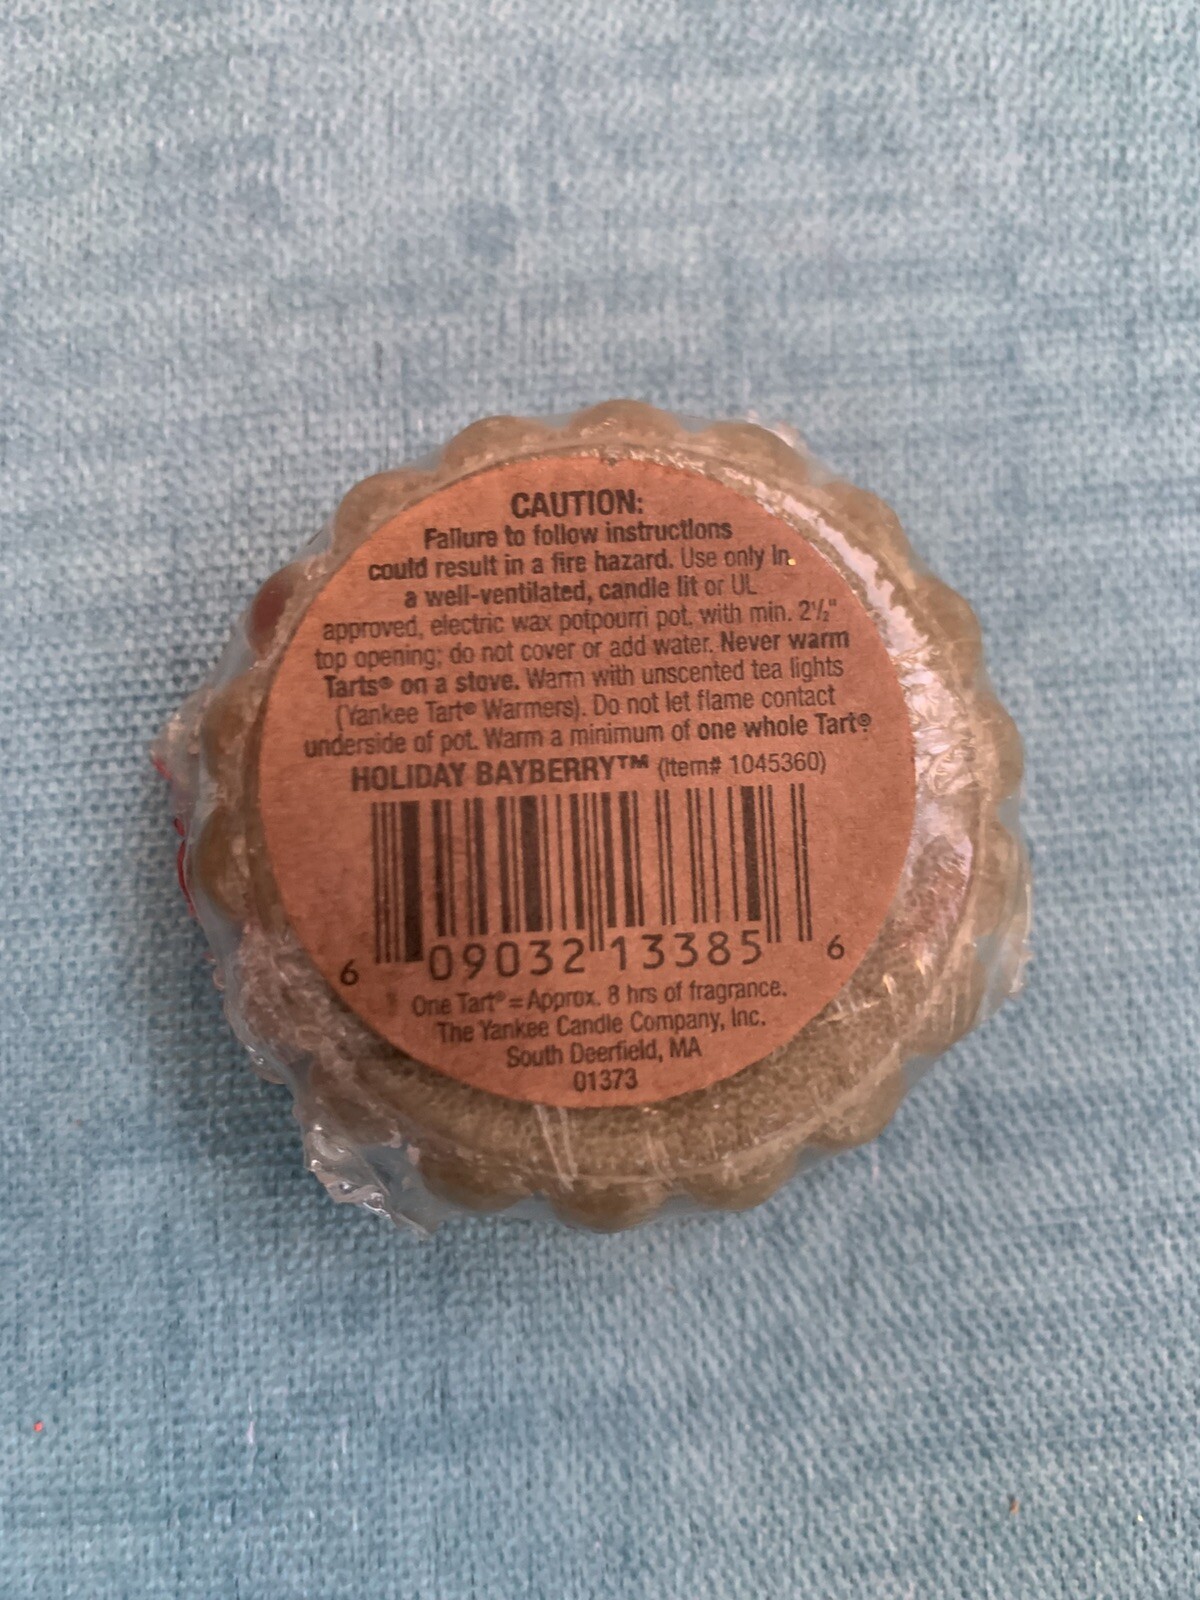 CAUTION:
Failure to follow instructions
could result in a fire hazard. Use only in
a well-ventilated, candle lit or UL
approved, electric wax potpourri pot. with min. 2½"
top opening; do not cover or add water. Never warm
Tarts® on a stove. Warm with unscented tea lights
(Yankee Tart® Warmers). Do not let flame contact
underside of pot. Warm a minimum of one whole Tart®
HOLIDAY BAYBERRY™ (Item# 1045360)
6 09032 13385 6
One Tart® = Approx. 8 hrs of fragrance.
The Yankee Candle Company, Inc.
South Deerfield, MA
01373